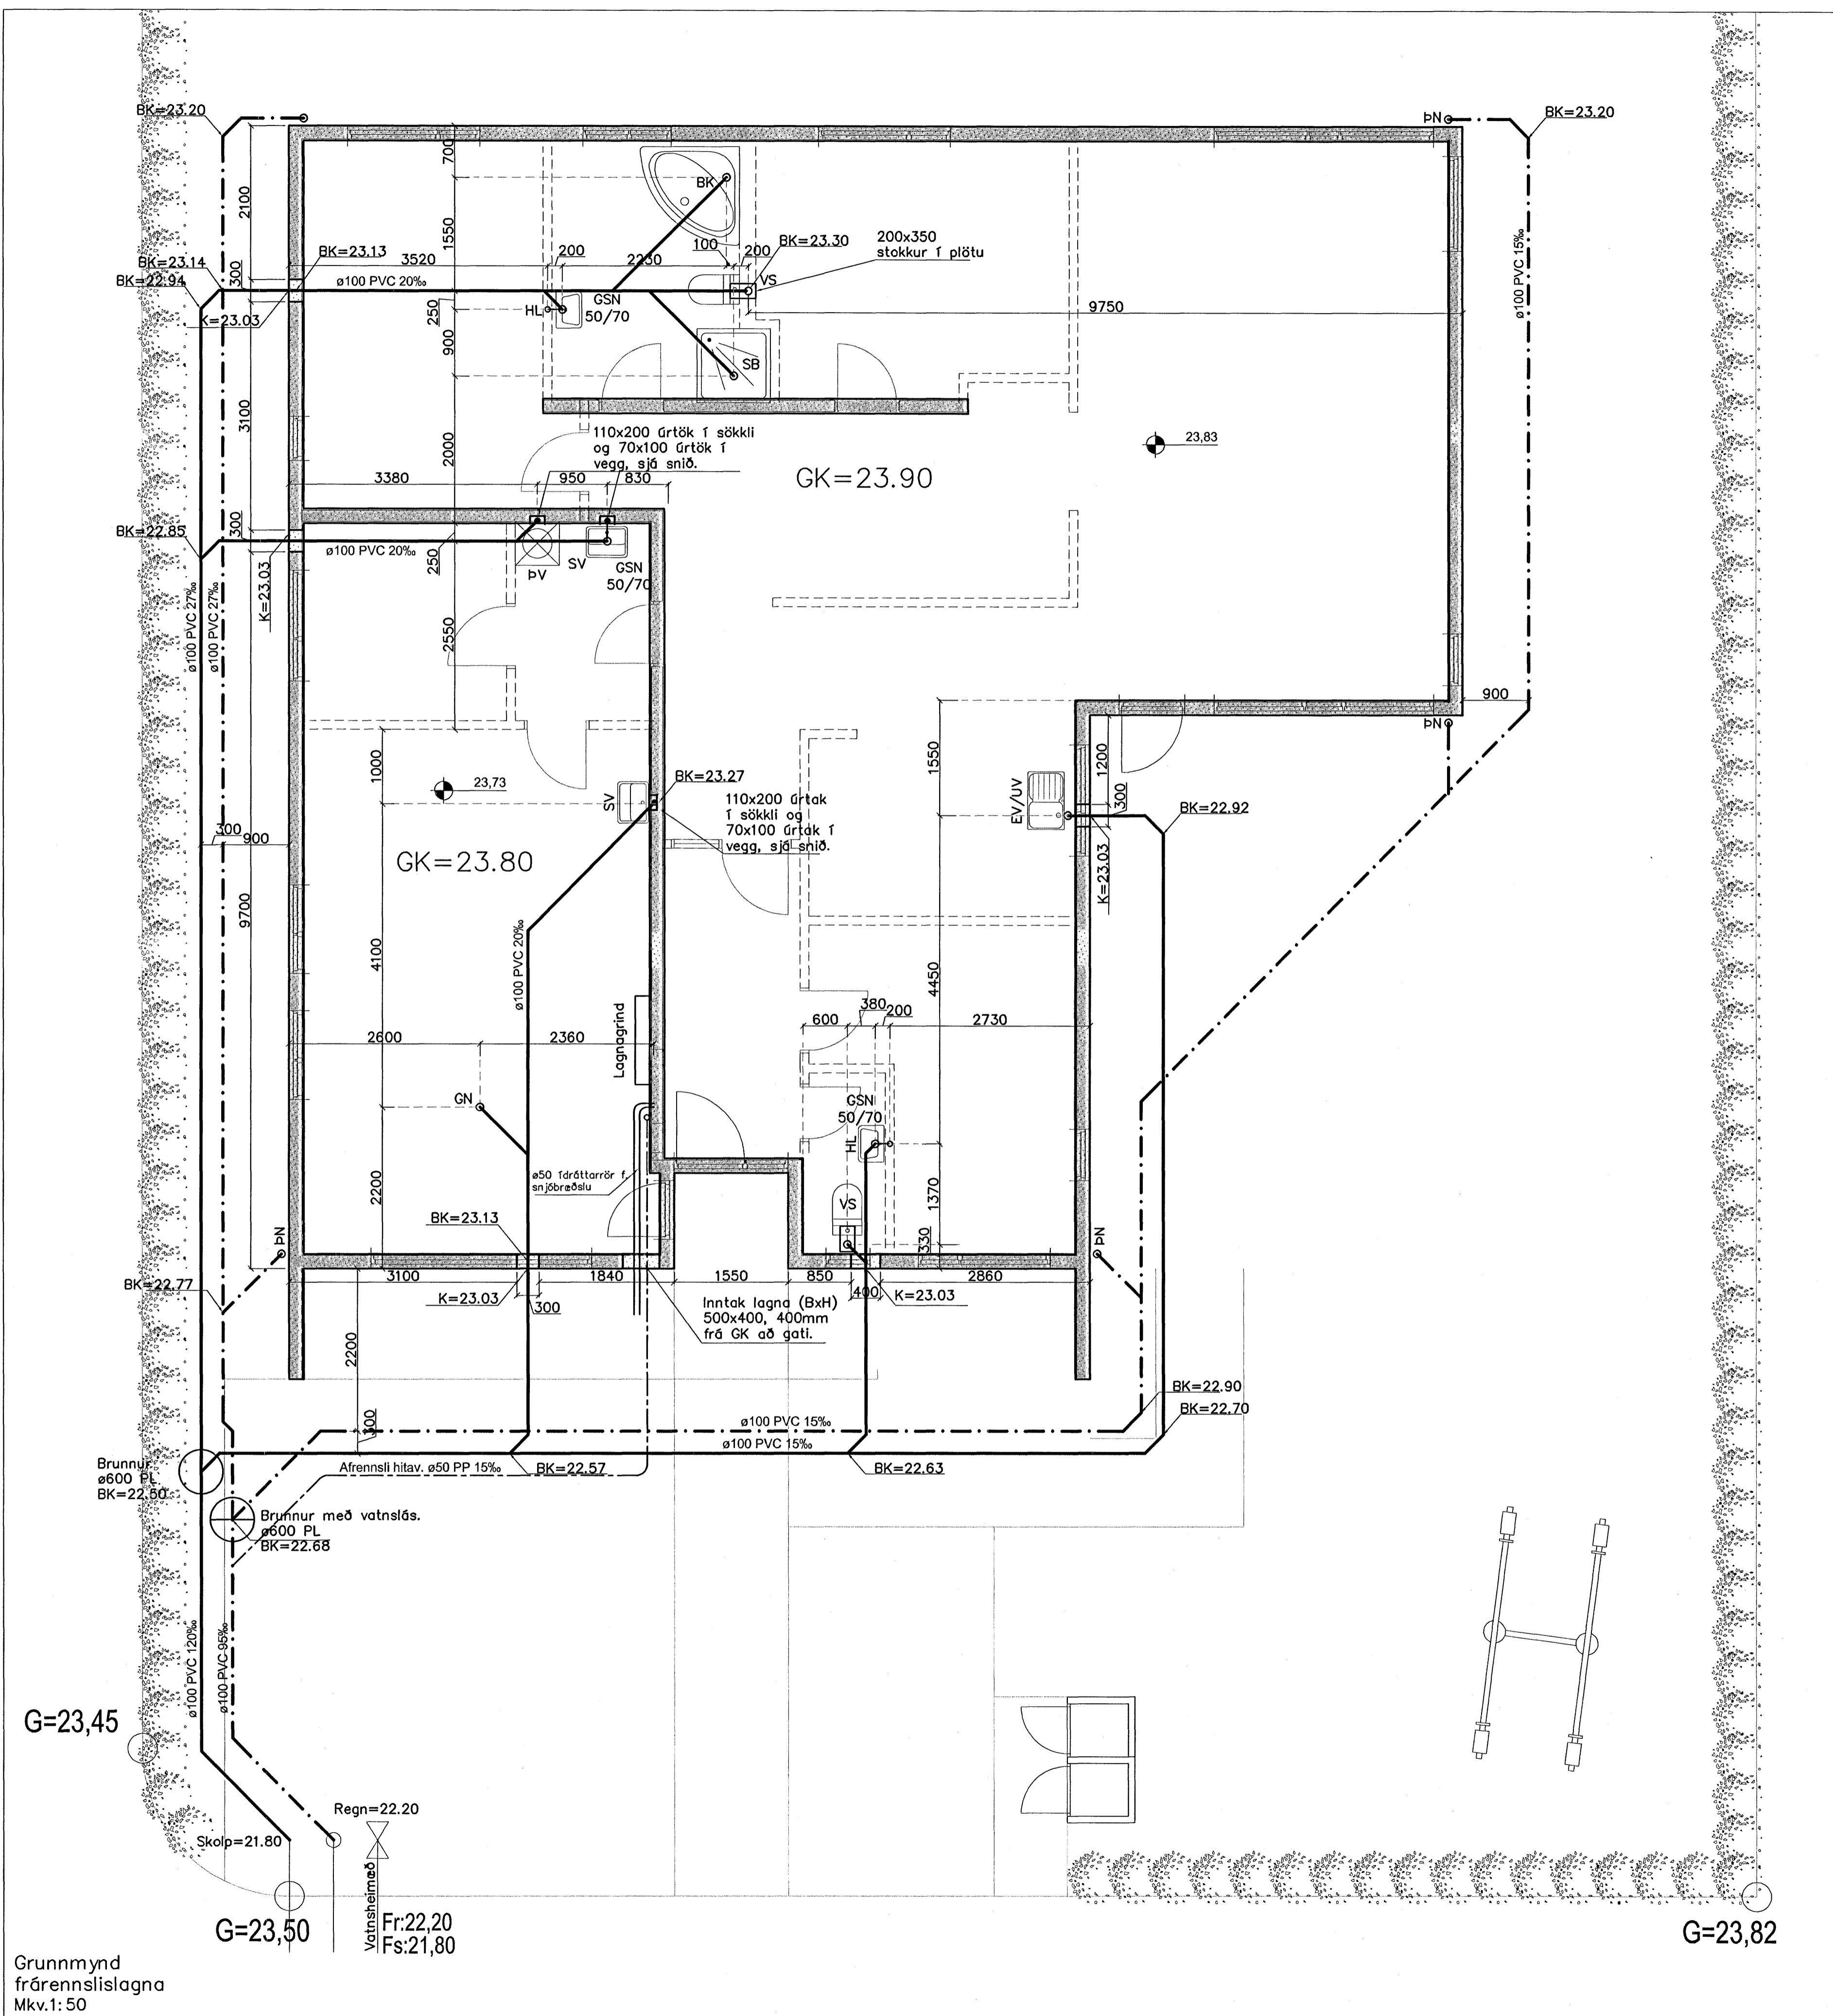 BK=23.20
ÞN
BK=23.20
700
2100
BK
1550
BK=23.13
100
200
BK=23.30
200x350
stokkur í plötu
3520
200
2230
BK=23.14
BK=22.94
300
ø100 PVC 20‰
VS
ø100 PVC 15‰
GSN
50/70
HL
250
K=23.03
9750
900
SB
3100
110x200 úrtök í sökkli
og 70x100 úrtök í
vegg, sjá snið.
2000
23,83
GK=23.90
3380
950
830
BK=22.85
300
ø100 PVC 20‰
250
ÞV
SV
GSN
50/70
K=23.03
ø100 PVC 27‰
ø100 PVC 27‰
2550
900
ÞN
1000
23,73
BK=23.27
SV
110x200 úrtak
í sökkli og
70x100 úrtak í
vegg, sjá snið.
1550
EV/UV
1200
300
BK=22.92
K=23.03
300
900
GK=23.80
9700
4100
ø100 PVC 20‰
4450
380
200
600
2730
2600
2360
Lagnagrind
GN
GSN
50/70
HL
ø50 ídráttarrör f.
snjóbræðslu
2200
1370
VS
BK=23.13
330
ÞN
ÞN
BK=22.77
3100
1840
1550
850
2860
K=23.03
300
400
K=23.03
Inntak lagna (BxH)
500x400, 400mm
frá GK að gati.
2200
BK=22.90
300
ø100 PVC 15‰
BK=22.70
ø100 PVC 15‰
Brunnur
ø600 PL
BK=22.50
Afrennsli hitav. ø50 PP 15‰
BK=22.57
BK=22.63
Brunnur með vatnslás.
ø600 PL
BK=22.68
ø100 PVC 120‰
ø100 PVC 95‰
G=23,45
Regn=22.20
Skolp=21.80
Vatnsheimæð
G=23,50
Fr:22,20
Fs:21,80
G=23,82
Grunnmynd
frárennslislagna
Mkv.1:50